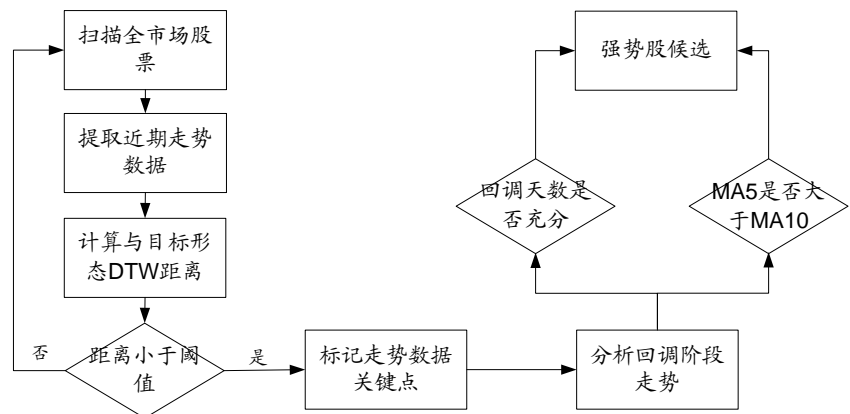 扫描全市场股
票
提取近期走势
数据
计算与目标形
态DTW距离
距离小于阈
值
否
是
标记走势数据
关键点
分析回调阶段
走势
回调天数是
否充分
MA5是否大
于MA10
强势股候选